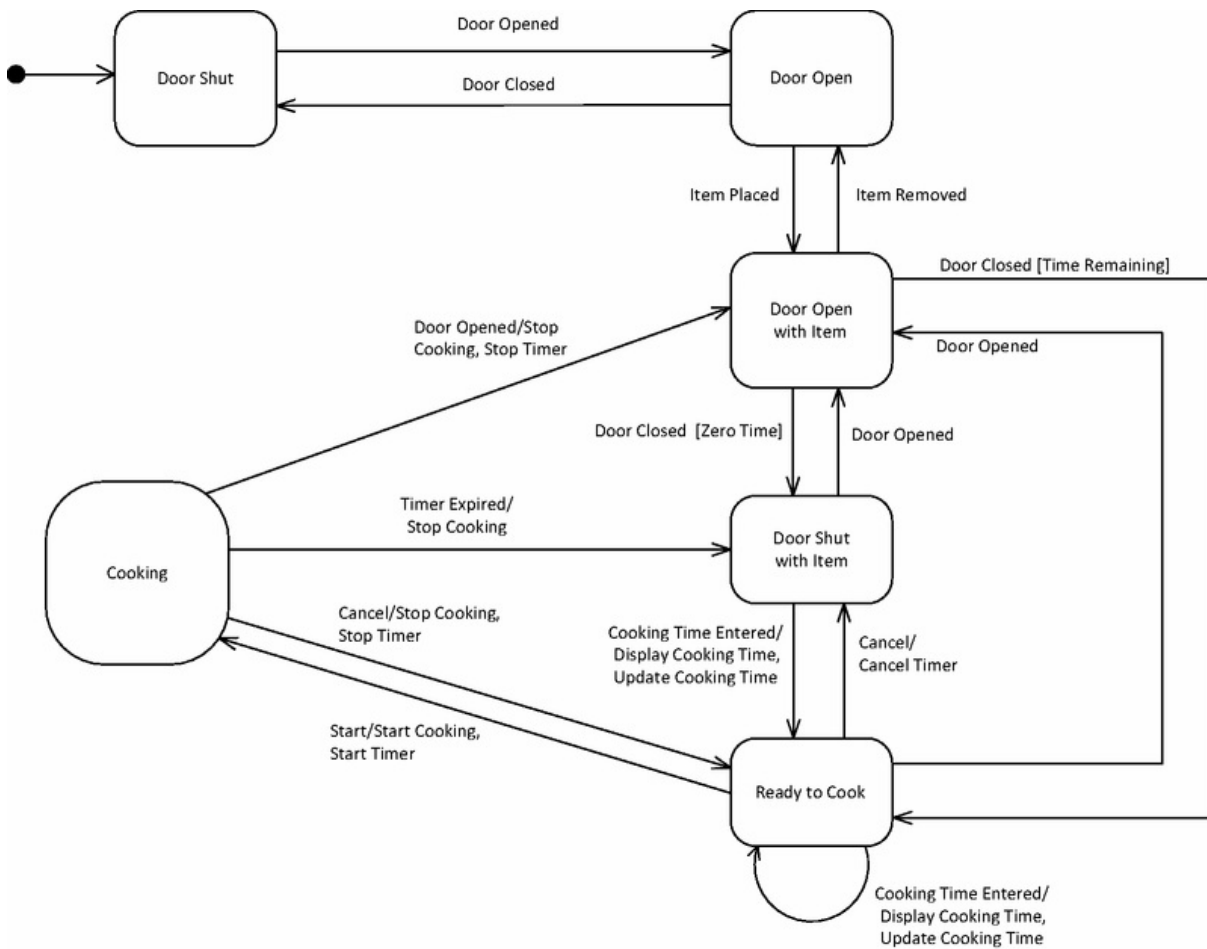 Door Opened
Door Shut
Door Open
Door Closed
Item Placed
Item Removed
Door Closed [Time Remaining]
Door Open
with Item
Door Opened/Stop
Cooking, Stop Timer
Door Opened
Door Closed [Zero Time]
Door Opened
Timer Expired/
Stop Cooking
Door Shut
with Item
Cooking
Cancel/Stop Cooking,
Stop Timer
Cooking Time Entered/
Display Cooking Time,
Update Cooking Time
Cancel/
Cancel Timer
Start/Start Cooking,
Start Timer
Ready to Cook
Cooking Time Entered/
Display Cooking Time,
Update Cooking Time